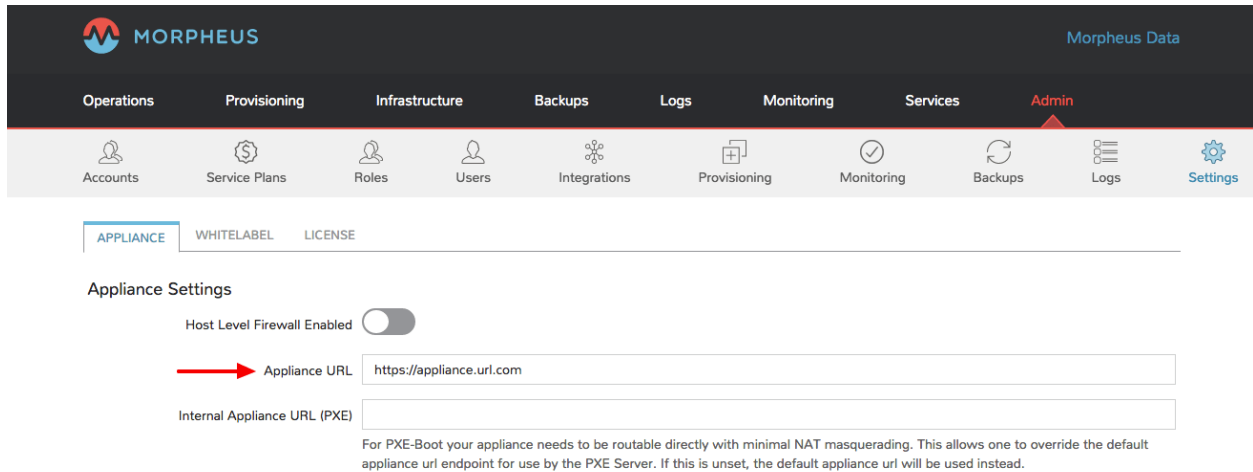 MORPHEUS
Morpheus Data
Operations Provisioning Infrastructure Backups Logs Monitoring Services Admin
Accounts Service Plans Roles Users Integrations Provisioning Monitoring Backups Logs Settings
APPLIANCE WHITELABEL LICENSE
Appliance Settings
Host Level Firewall Enabled
Appliance URL https://appliance.url.com
Internal Appliance URL (PXE)
For PXE-Boot your appliance needs to be routable directly with minimal NAT masquerading. This allows one to override the default
appliance url endpoint for use by the PXE Server. If this is unset, the default appliance url will be used instead.